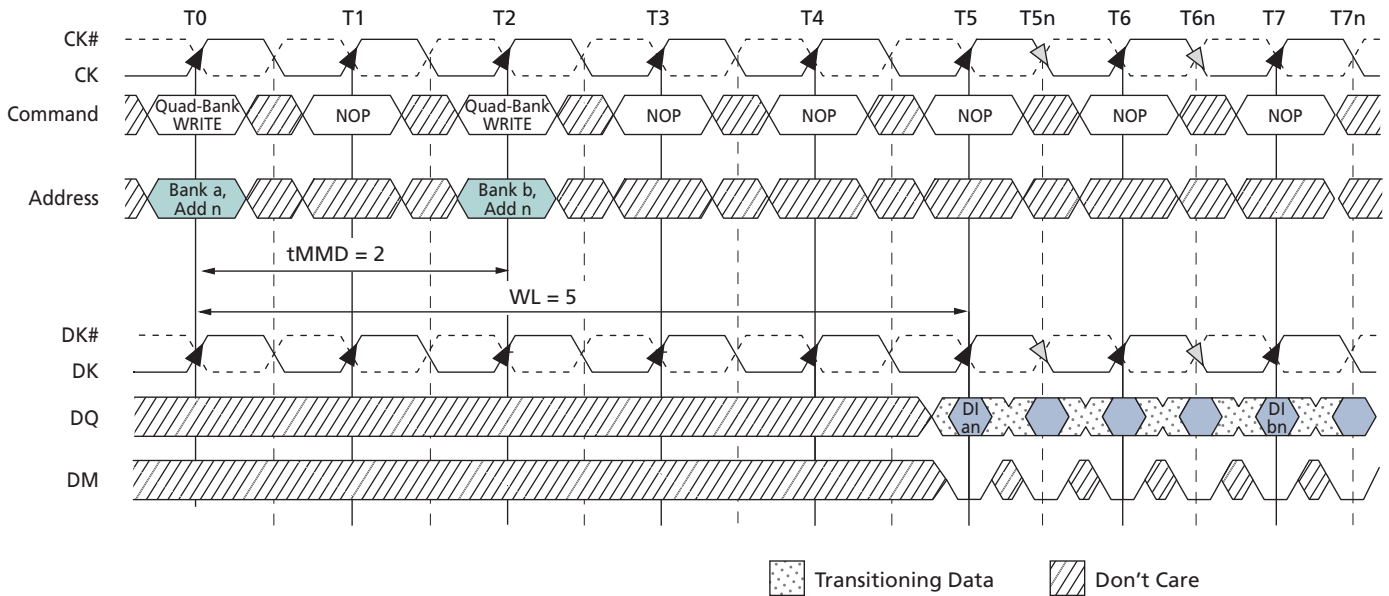 T0 T1 T2 T3 T4 T5 T5n T6 T6n T7 T7n
CK#
CK
Command
Quad-Bank
WRITE
NOP
Quad-Bank
WRITE
NOP
NOP
NOP
NOP
NOP
Address
Bank a,
Add n
Bank b,
Add n
tMMD = 2
WL = 5
DK#
DK
DQ
DI
an
DI
bn
DM
Transitioning Data
Don't Care